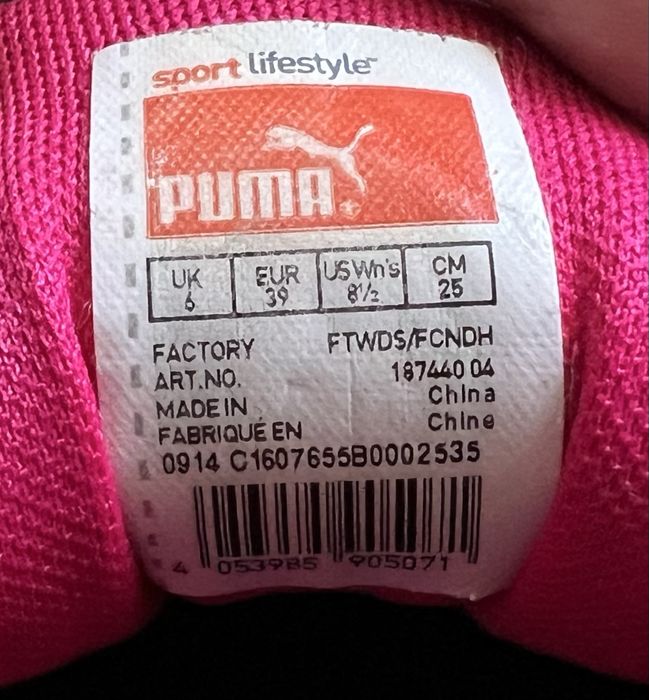 sport lifestyle
PUMA
UK EUR US Wn's CM
6 39 8½ 25
FACTORY FTWDS/FCNDH
ART.NO. 187440 04
MADE IN China
FABRIQUÉ EN Chine
0914 C1607655B0002535
4 053985 905071